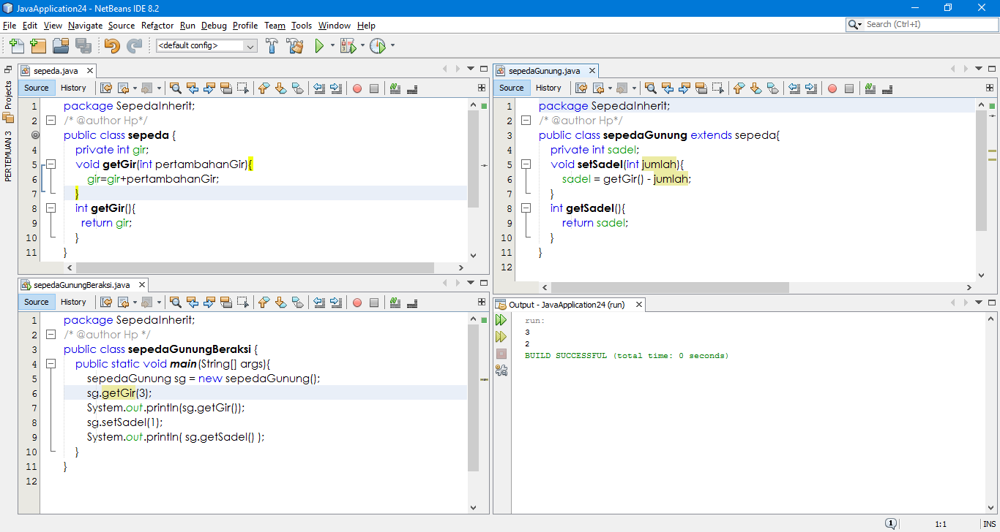 JavaApplication24 - NetBeans IDE 8.2
File Edit View Navigate Source Refactor Run Debug Profile Team Tools Window Help
Search (Ctrl+I)
<default config>
Projects
PERTEMUAN 3
sepeda.java
Source History
1 package SepedaInherit;
2 /* @author Hp*/
public class sepeda {
4 private int gir;
5 void getGir(int pertambahanGir){
6 gir=gir+pertambahanGir;
7 }
8 int getGir(){
9 return gir;
10 }
11 }
sepedaGunung.java
Source History
1 package SepedaInherit;
2 /* @author Hp*/
3 public class sepedaGunung extends sepeda{
4 private int sadel;
5 void setSadel(int jumlah){
6 sadel = getGir() - jumlah;
7 }
8 int getSadel(){
9 return sadel;
10 }
11 }
12
sepedaGunungBeraksi.java
Source History
1 package SepedaInherit;
2 /* @author Hp */
3 public class sepedaGunungBeraksi {
4 public static void main(String[] args){
5 sepedaGunung sg = new sepedaGunung();
6 sg.getGir(3);
7 System.out.println(sg.getGir());
8 sg.setSadel(1);
9 System.out.println( sg.getSadel() );
10 }
11 }
12
Output - JavaApplication24 (run)
run:
3
2
BUILD SUCCESSFUL (total time: 0 seconds)
1 1:1 INS